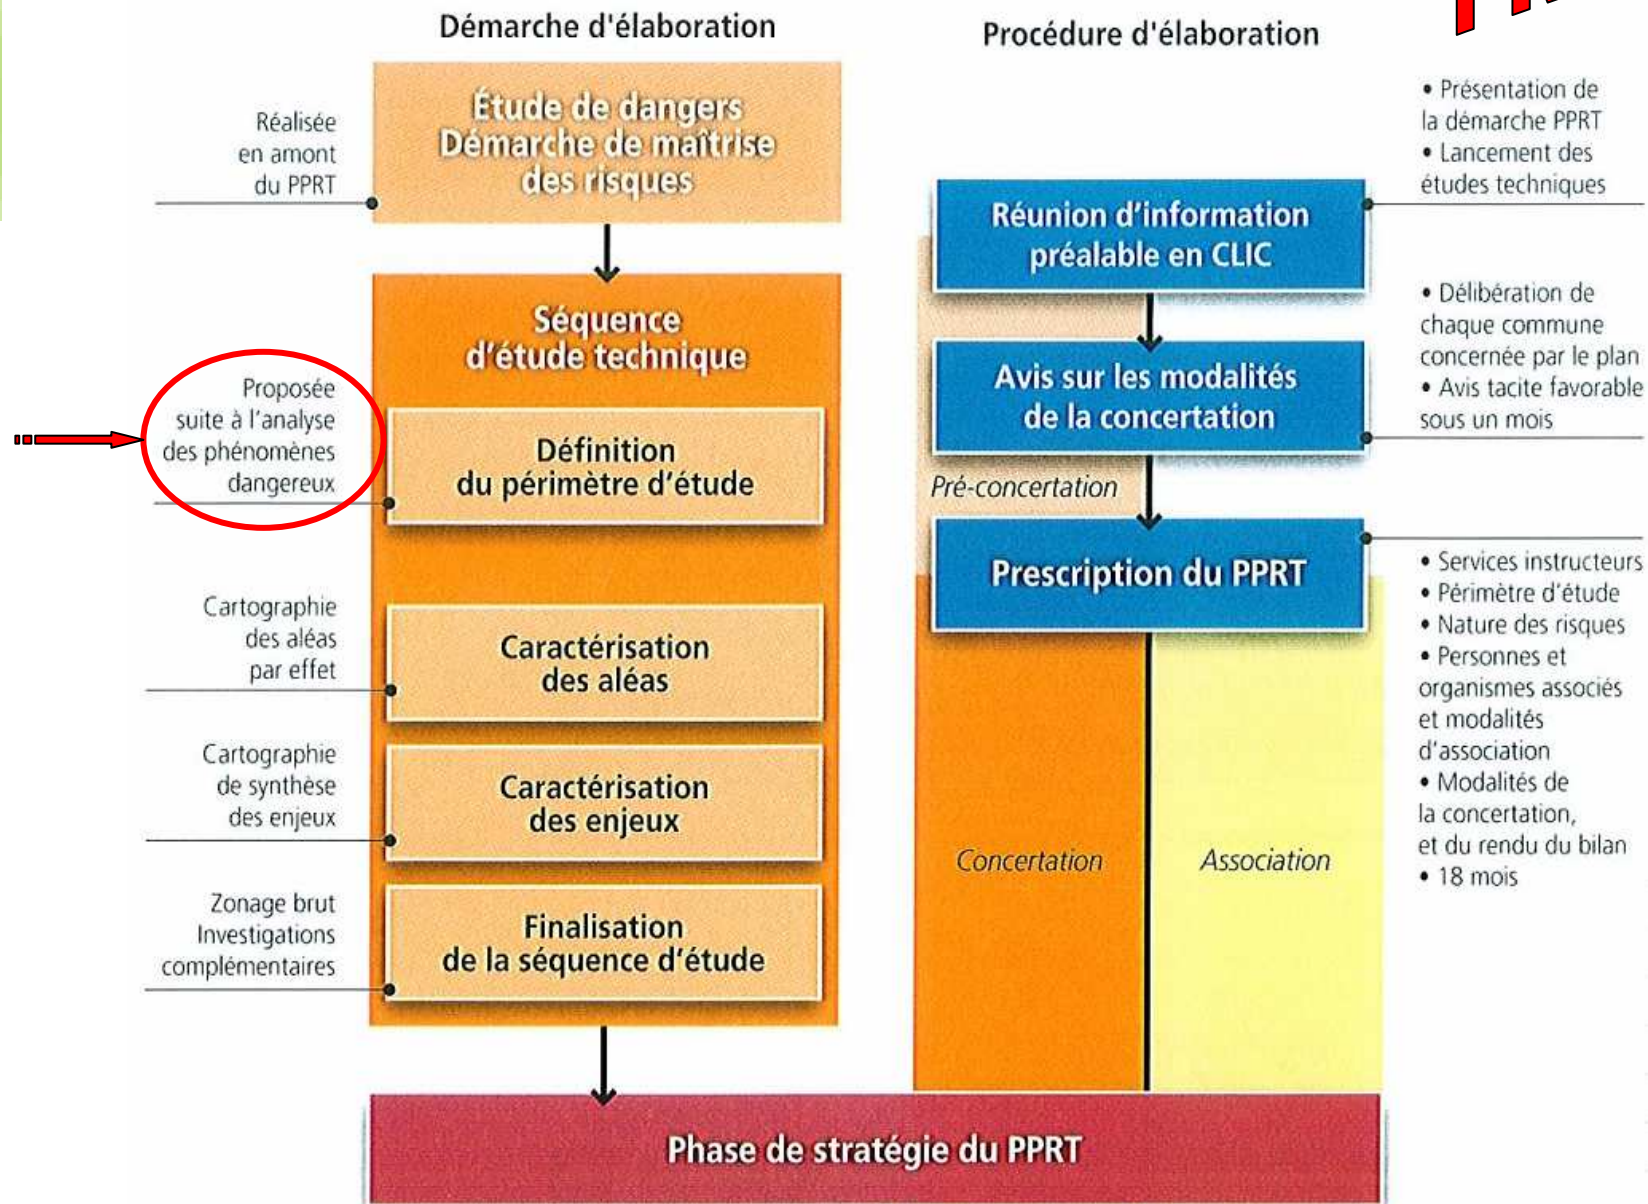 Démarche d'élaboration
Étude de dangers
Démarche de maîtrise
des risques
Réalisée
en amont
du PPRT
Séquence
d'étude technique
Proposée
suite à l'analyse
des phénomènes
dangereux
Définition
du périmètre d'étude
Cartographie
des aléas
par effet
Caractérisation
des aléas
Cartographie
de synthèse
des enjeux
Caractérisation
des enjeux
Zonage brut
Investigations
complémentaires
Finalisation
de la séquence d'étude
Procédure d'élaboration
Réunion d'information
préalable en CLIC
• Présentation de
la démarche PPRT
• Lancement des
études techniques
Avis sur les modalités
de la concertation
• Délibération de
chaque commune
concernée par le plan
• Avis tacite favorable
sous un mois
Pré-concertation
Prescription du PPRT
• Services instructeurs
• Périmètre d'étude
• Nature des risques
• Personnes et
organismes associés
et modalités
d'association
• Modalités de
la concertation,
et du rendu du bilan
• 18 mois
Concertation
Association
Phase de stratégie du PPRT